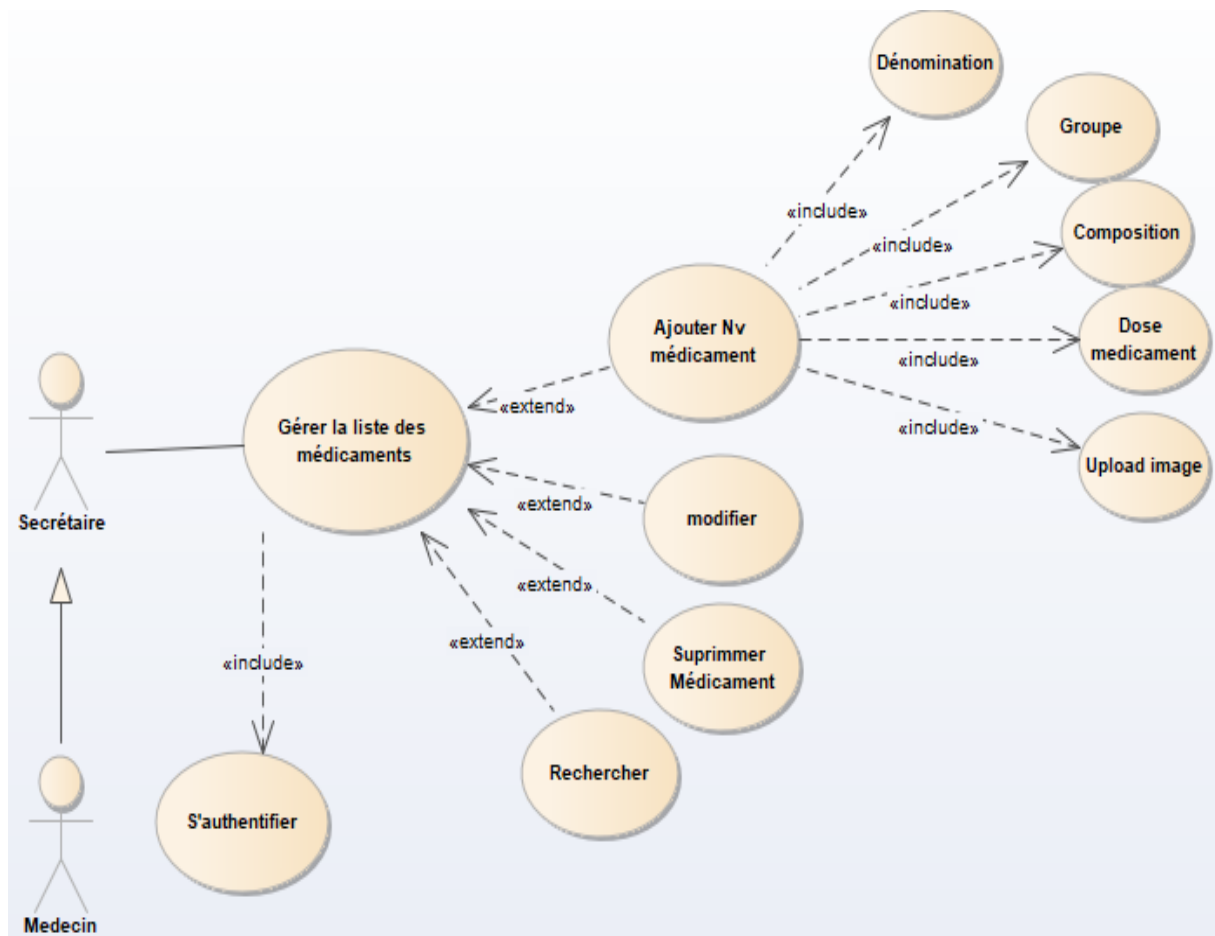 Dénomination
Groupe
«include»
Composition
«include»
«include»
Ajouter Nv
médicament
Dose
medicament
«include»
«extend»
Gérer la liste des
médicaments
«include»
Upload image
«extend»
modifier
Secrétaire
«extend»
«extend»
Suprimmer
Médicament
«include»
Rechercher
S'authentifier
Medecin